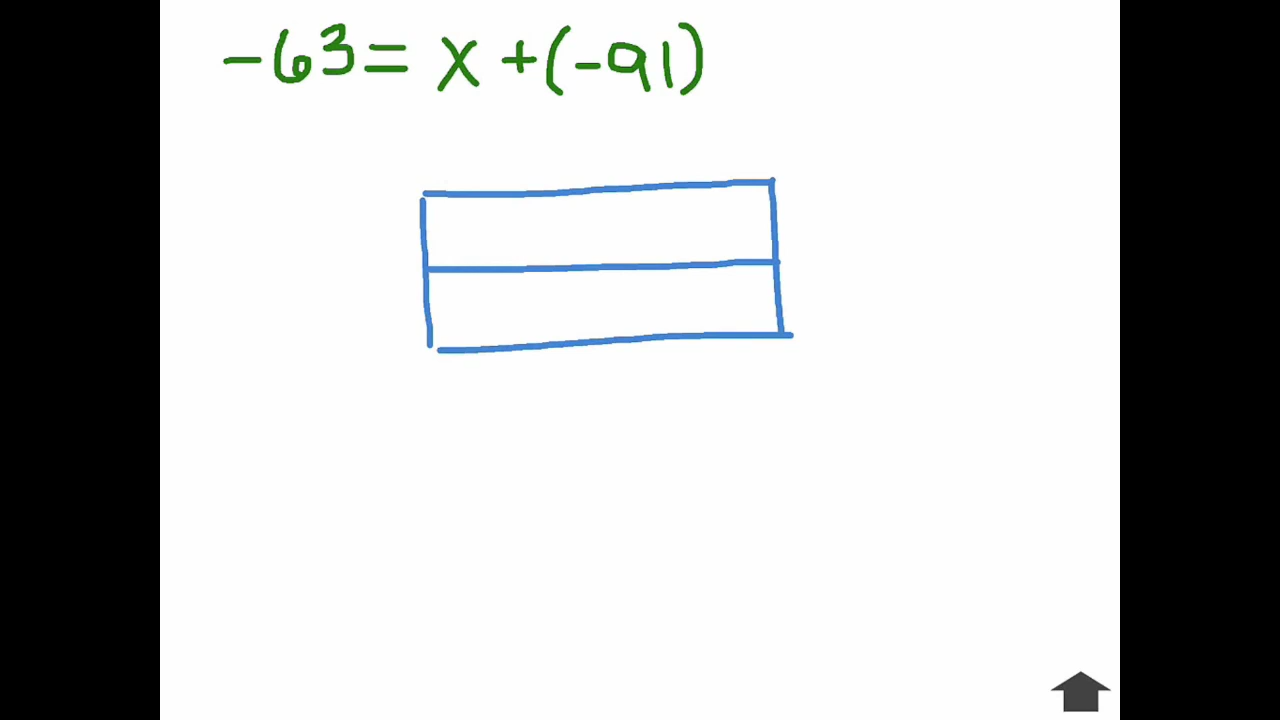 -63 = x + (-91)